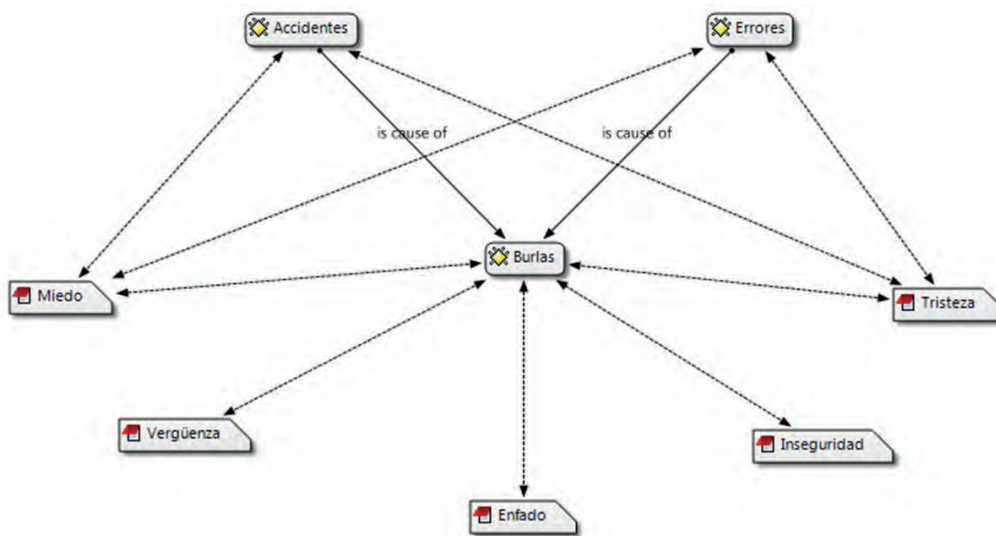 Accidentes
Errores
is cause of
is cause of
Burlas
Miedo
Tristeza
Vergüenza
Inseguridad
Enfado